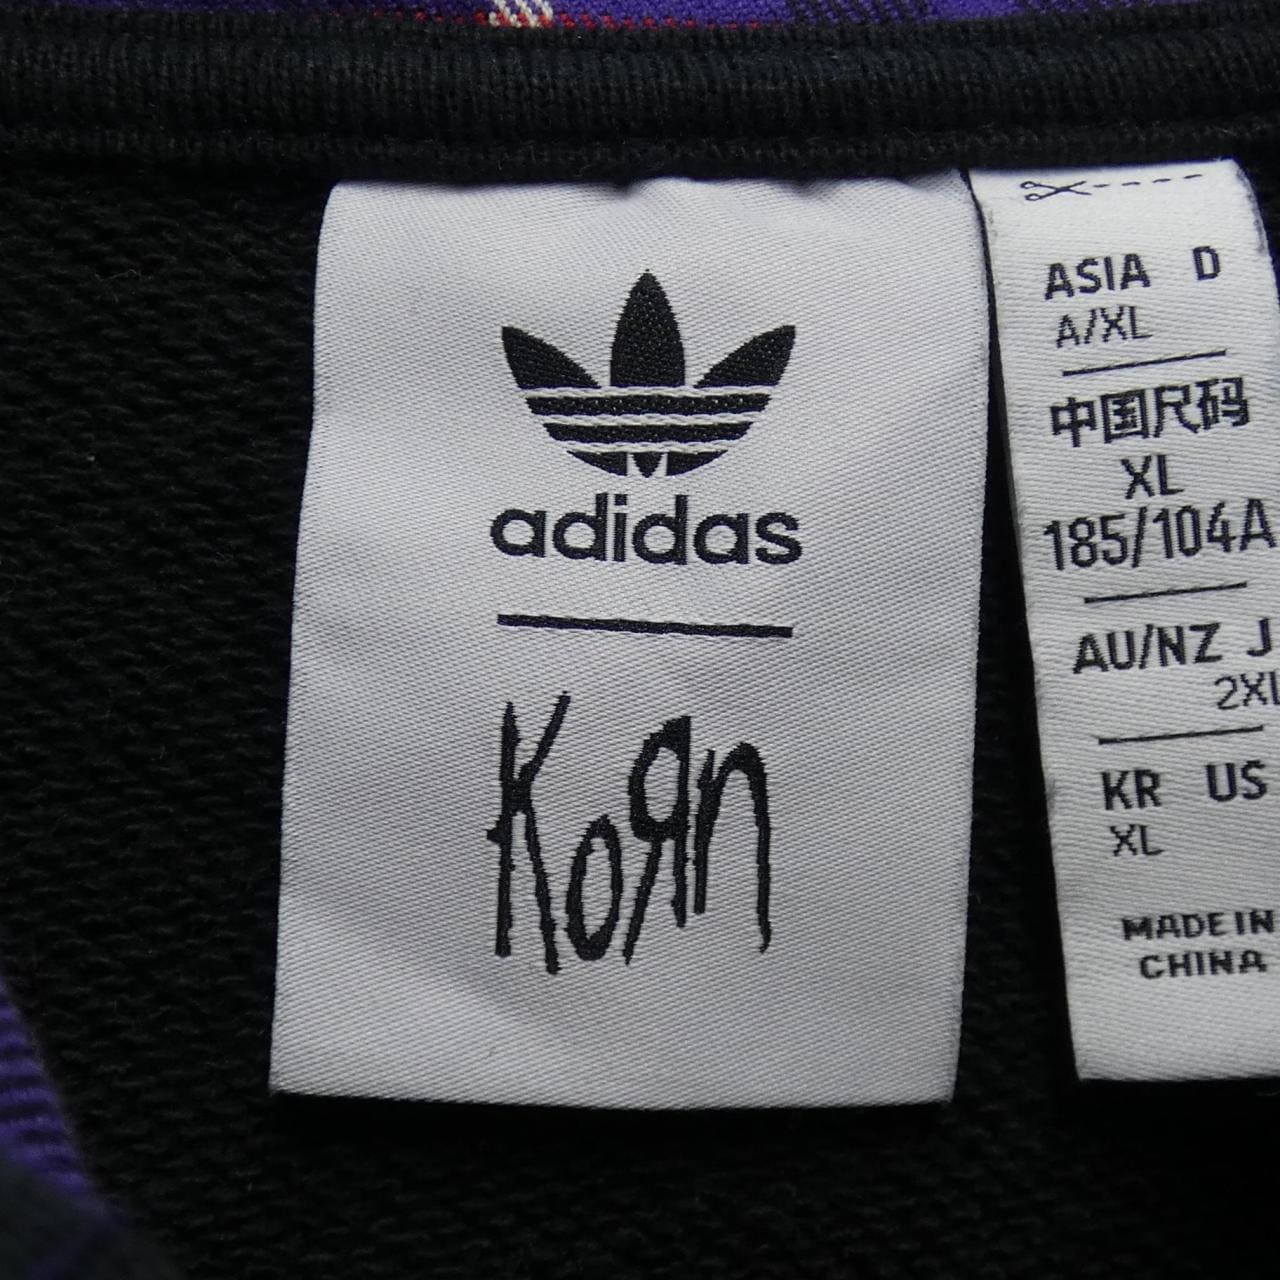 adidas
KoЯn
ASIA D
A/XL
中国尺码
XL
185/104A
AU/NZ J
2XL
KR US
XL
MADE IN
CHINA